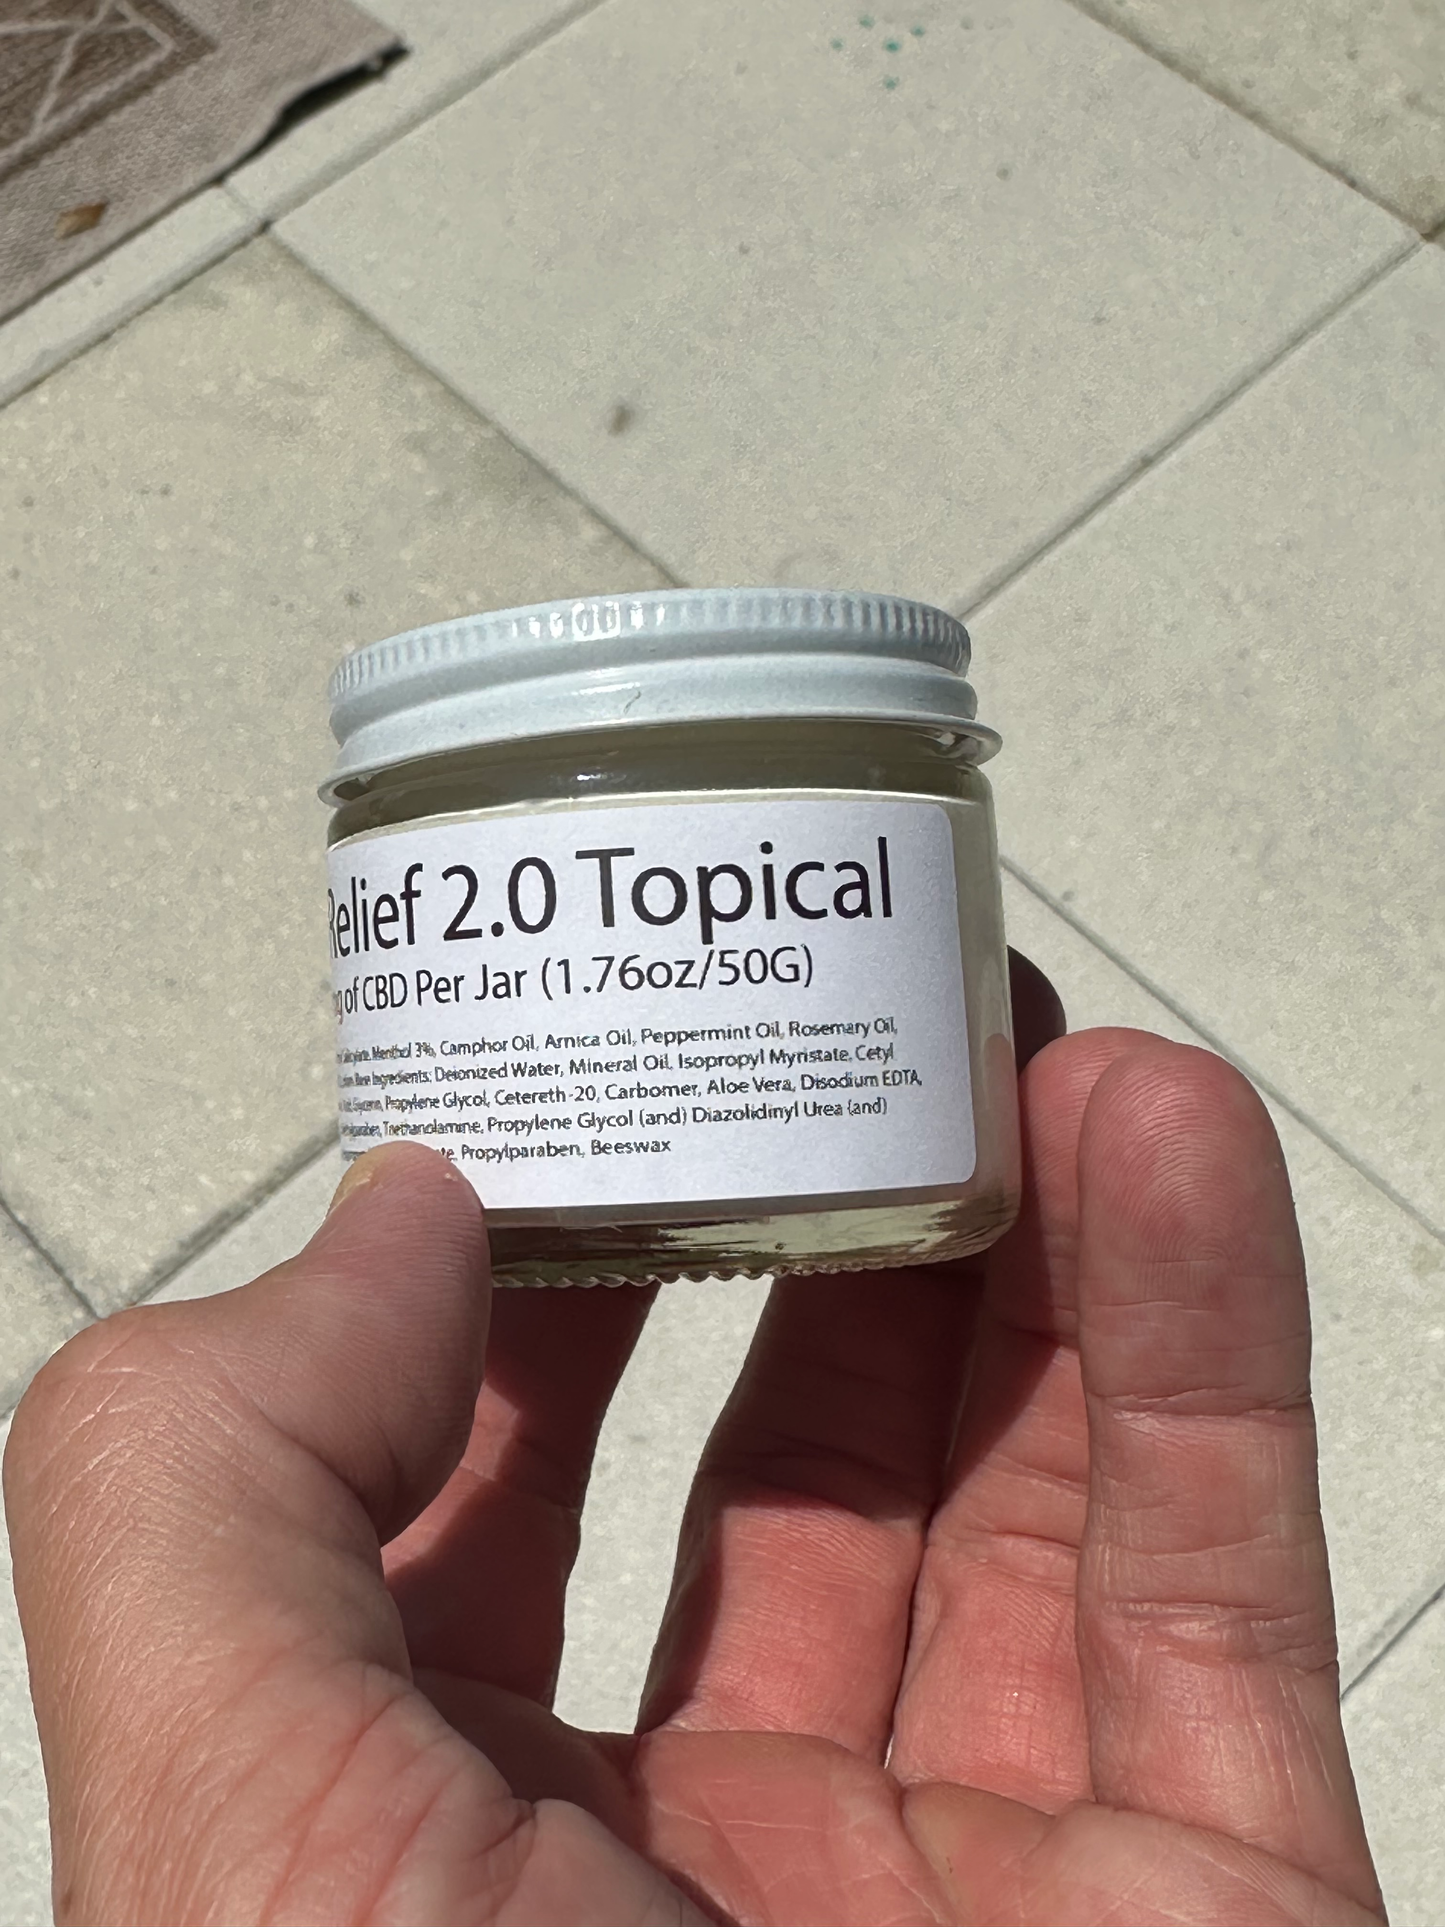 Relief 2.0 Topical
of CBD Per Jar (1.76oz/50G)
Menthol 3%, Camphor Oil, Arnica Oil, Peppermint Oil, Rosemary Oil,
Base Ingredients: Deionized Water, Mineral Oil, Isopropyl Myristate, Cetyl
Propylene Glycol, Cetereth-20, Carbomer, Aloe Vera, Disodium EDTA,
Triethanolamine, Propylene Glycol (and) Diazolidinyl Urea (and)
Propylparaben, Beeswax